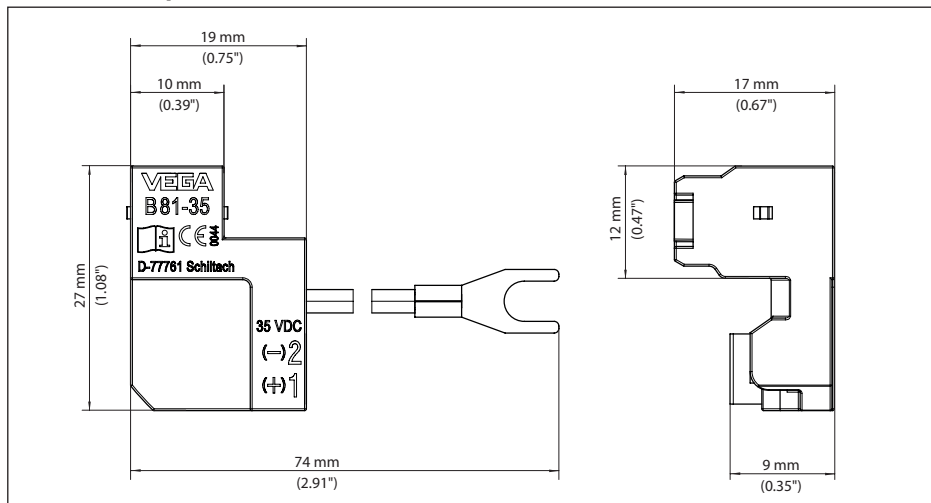 19 mm
(0.75")
10 mm
(0.39")
17 mm
(0.67")
VEGA
B81-35
i CE 0044
D-77761 Schiltach
27 mm
(1.08")
12 mm
(0.47")
35 VDC
(−) 2
(+) 1
74 mm
(2.91")
9 mm
(0.35")